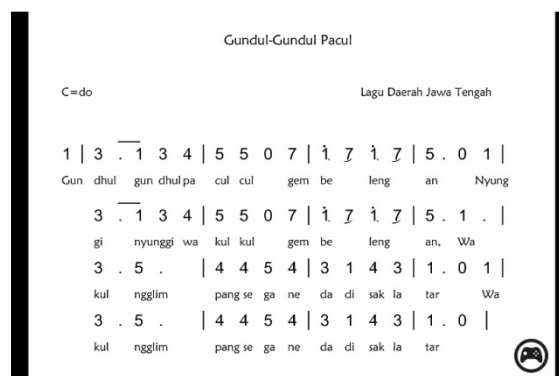 Gundul-Gundul Pacul
C=do Lagu Daerah Jawa Tengah
1 | 3 . 1 3 4 | 5 5 0 7 | 1̇ 7 1̇ 7 | 5 . 0 1 |
Gun dhul gun dhul pa cul cul gem be leng an Nyung
3 . 1 3 4 | 5 5 0 7 | 1̇ 7 1̇ 7 | 5 . 1 . |
gi nyunggi wa kul kul gem be leng an, Wa
3 . 5 . | 4 4 5 4 | 3 1 4 3 | 1 . 0 1 |
kul ngglim pang se ga ne da di sak la tar Wa
3 . 5 . | 4 4 5 4 | 3 1 4 3 | 1 . 0 |
kul ngglim pang se ga ne da di sak la tar